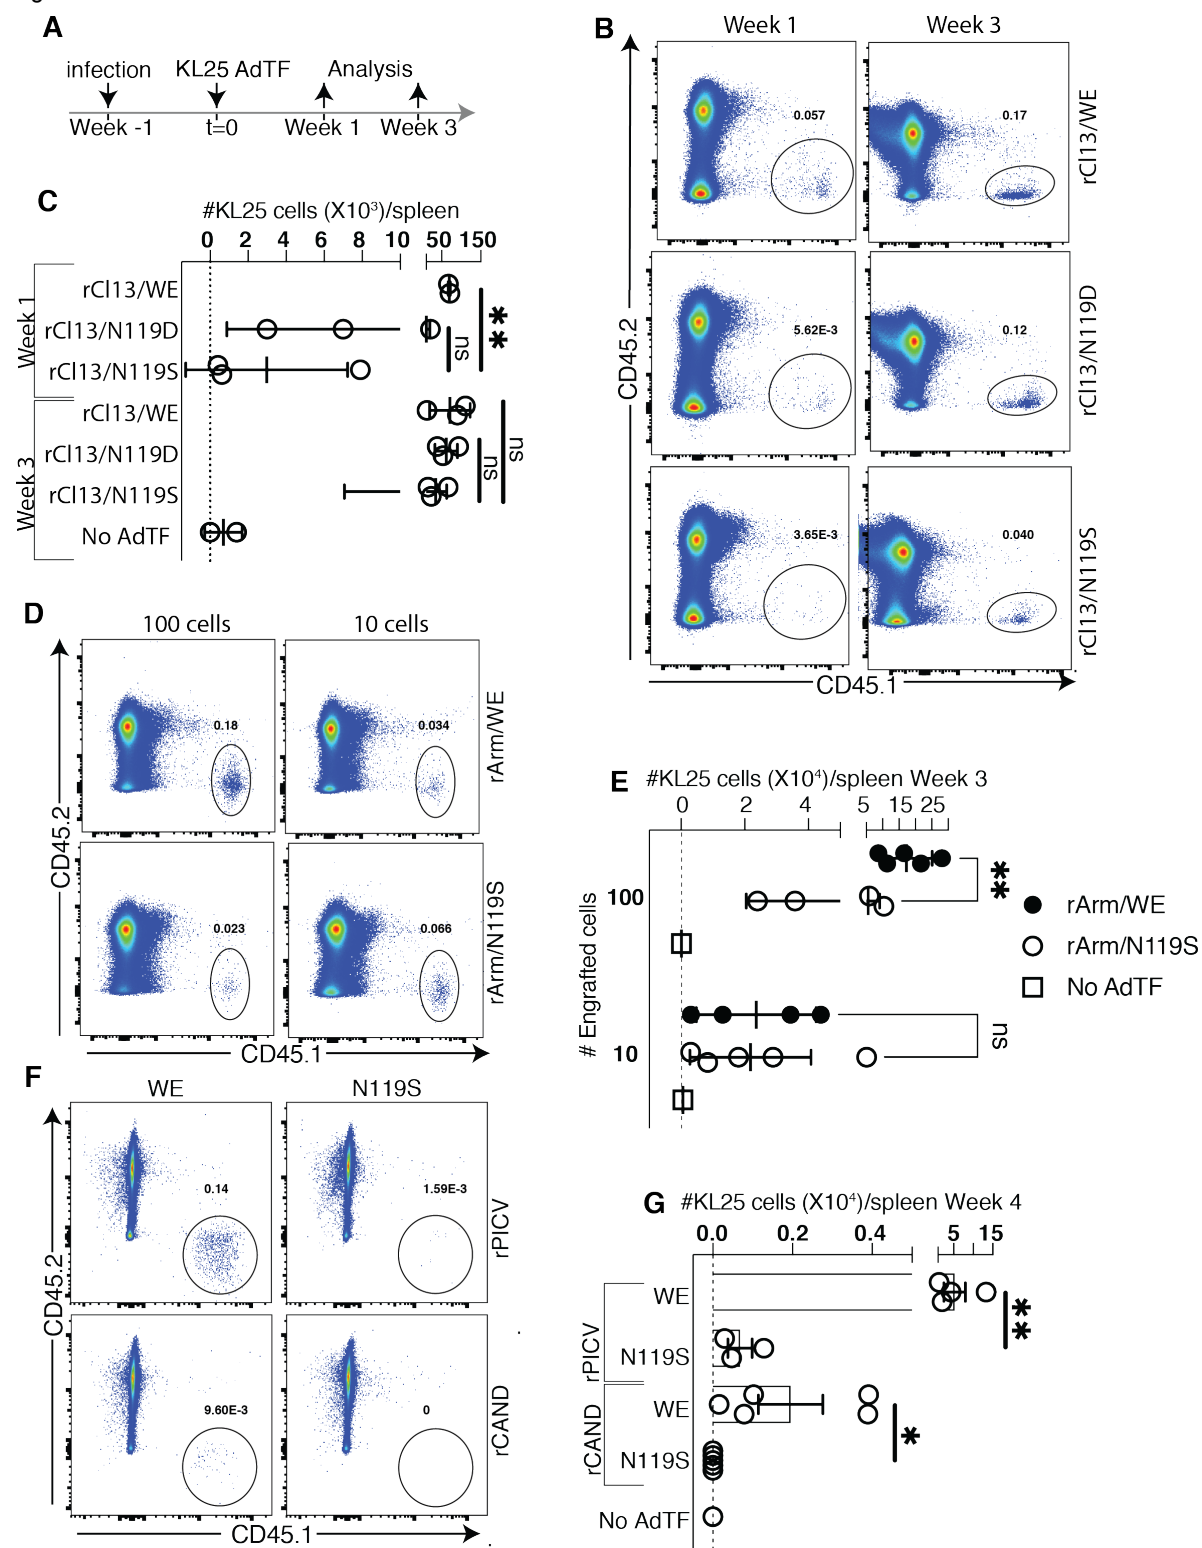 A
infection KL25 AdTF Analysis
Week -1 t=0 Week 1 Week 3
B
Week 1 Week 3
0.057 0.17
rCl13/WE
5.62E-3 0.12
rCl13/N119D
3.65E-3 0.040
rCl13/N119S
CD45.2
CD45.1
C
#KL25 cells (X10³)/spleen
0 2 4 6 8 10 50 150
Week 1
rCl13/WE
rCl13/N119D
rCl13/N119S
ns **
Week 3
rCl13/WE
rCl13/N119D
rCl13/N119S
No AdTF
ns ns
D
100 cells 10 cells
0.18 0.034
rArm/WE
0.023 0.066
rArm/N119S
CD45.2
CD45.1
E #KL25 cells (X10⁴)/spleen Week 3
0 2 4 5 15 25
# Engrafted cells
100
10
**
ns
rArm/WE
rArm/N119S
No AdTF
F
WE N119S
0.14 1.59E-3
rPICV
9.60E-3 0
rCAND
CD45.2
CD45.1
G #KL25 cells (X10⁴)/spleen Week 4
0.0 0.2 0.4 5 15
rPICV
WE
N119S
**
rCAND
WE
N119S
*
No AdTF